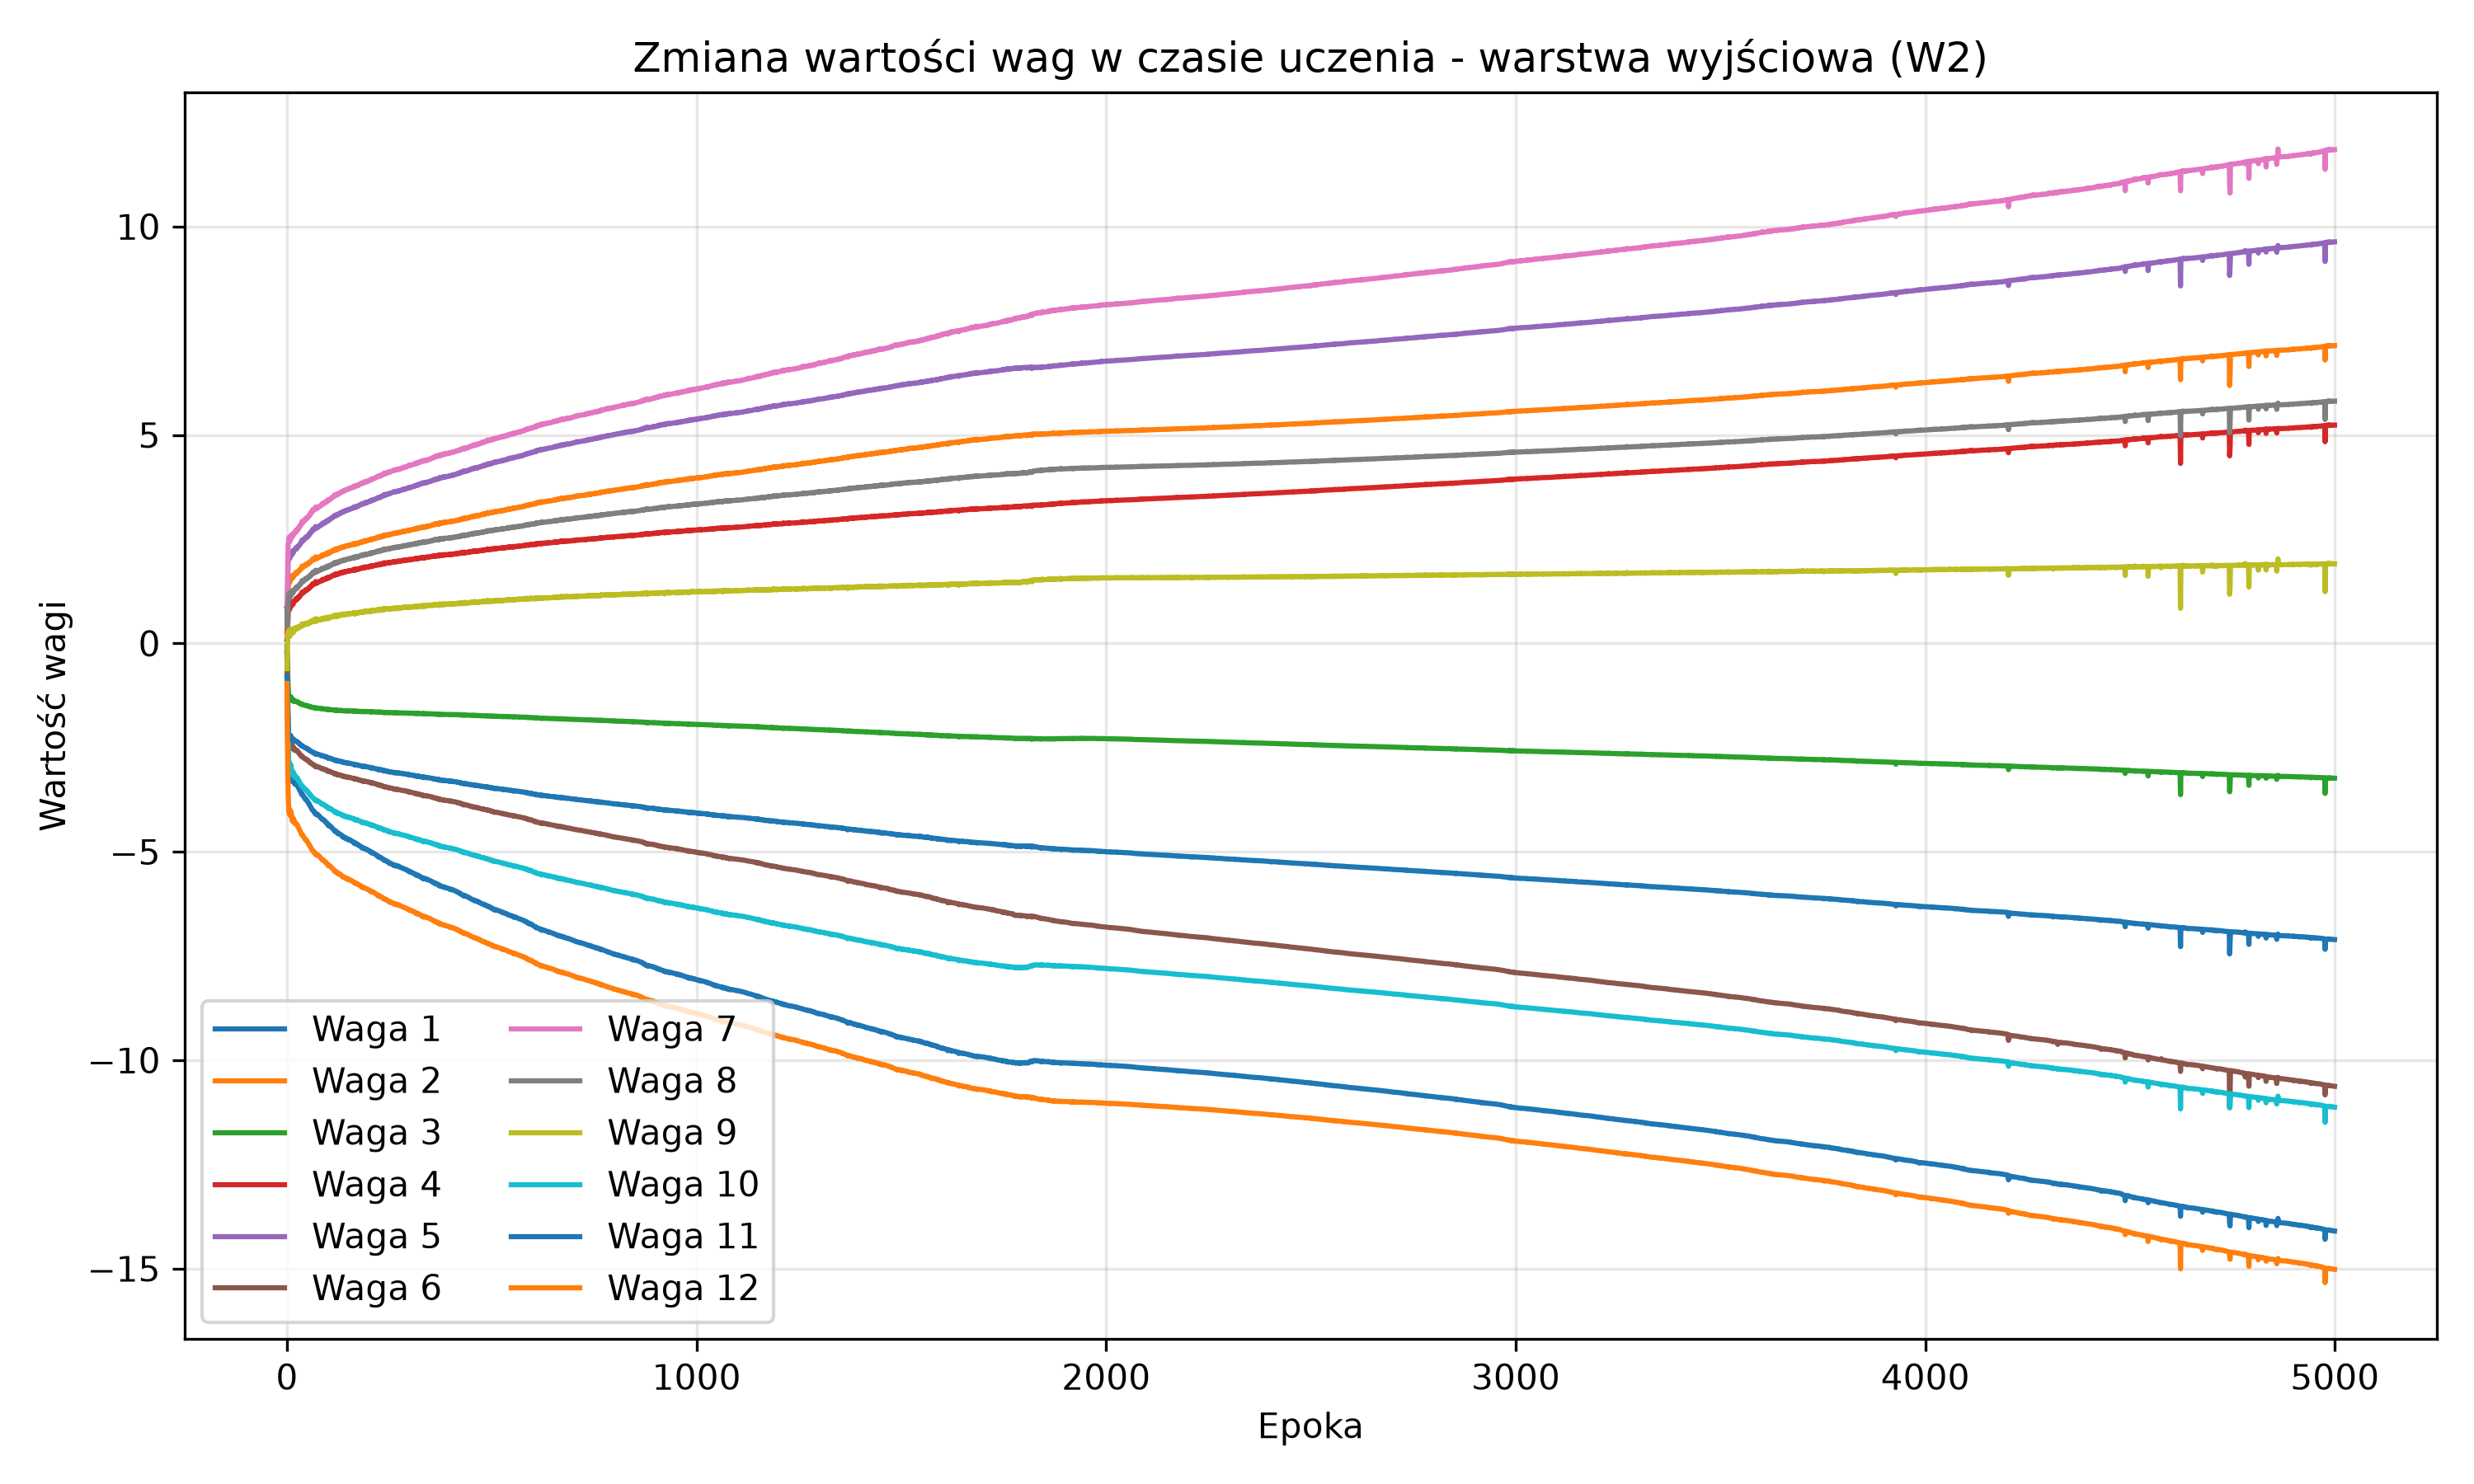 Zmiana wartości wag w czasie uczenia - warstwa wyjściowa (W2)
Wartość wagi
10
5
0
−5
−10
−15
Waga 1
Waga 2
Waga 3
Waga 4
Waga 5
Waga 6
Waga 7
Waga 8
Waga 9
Waga 10
Waga 11
Waga 12
0 1000 2000 3000 4000 5000
Epoka